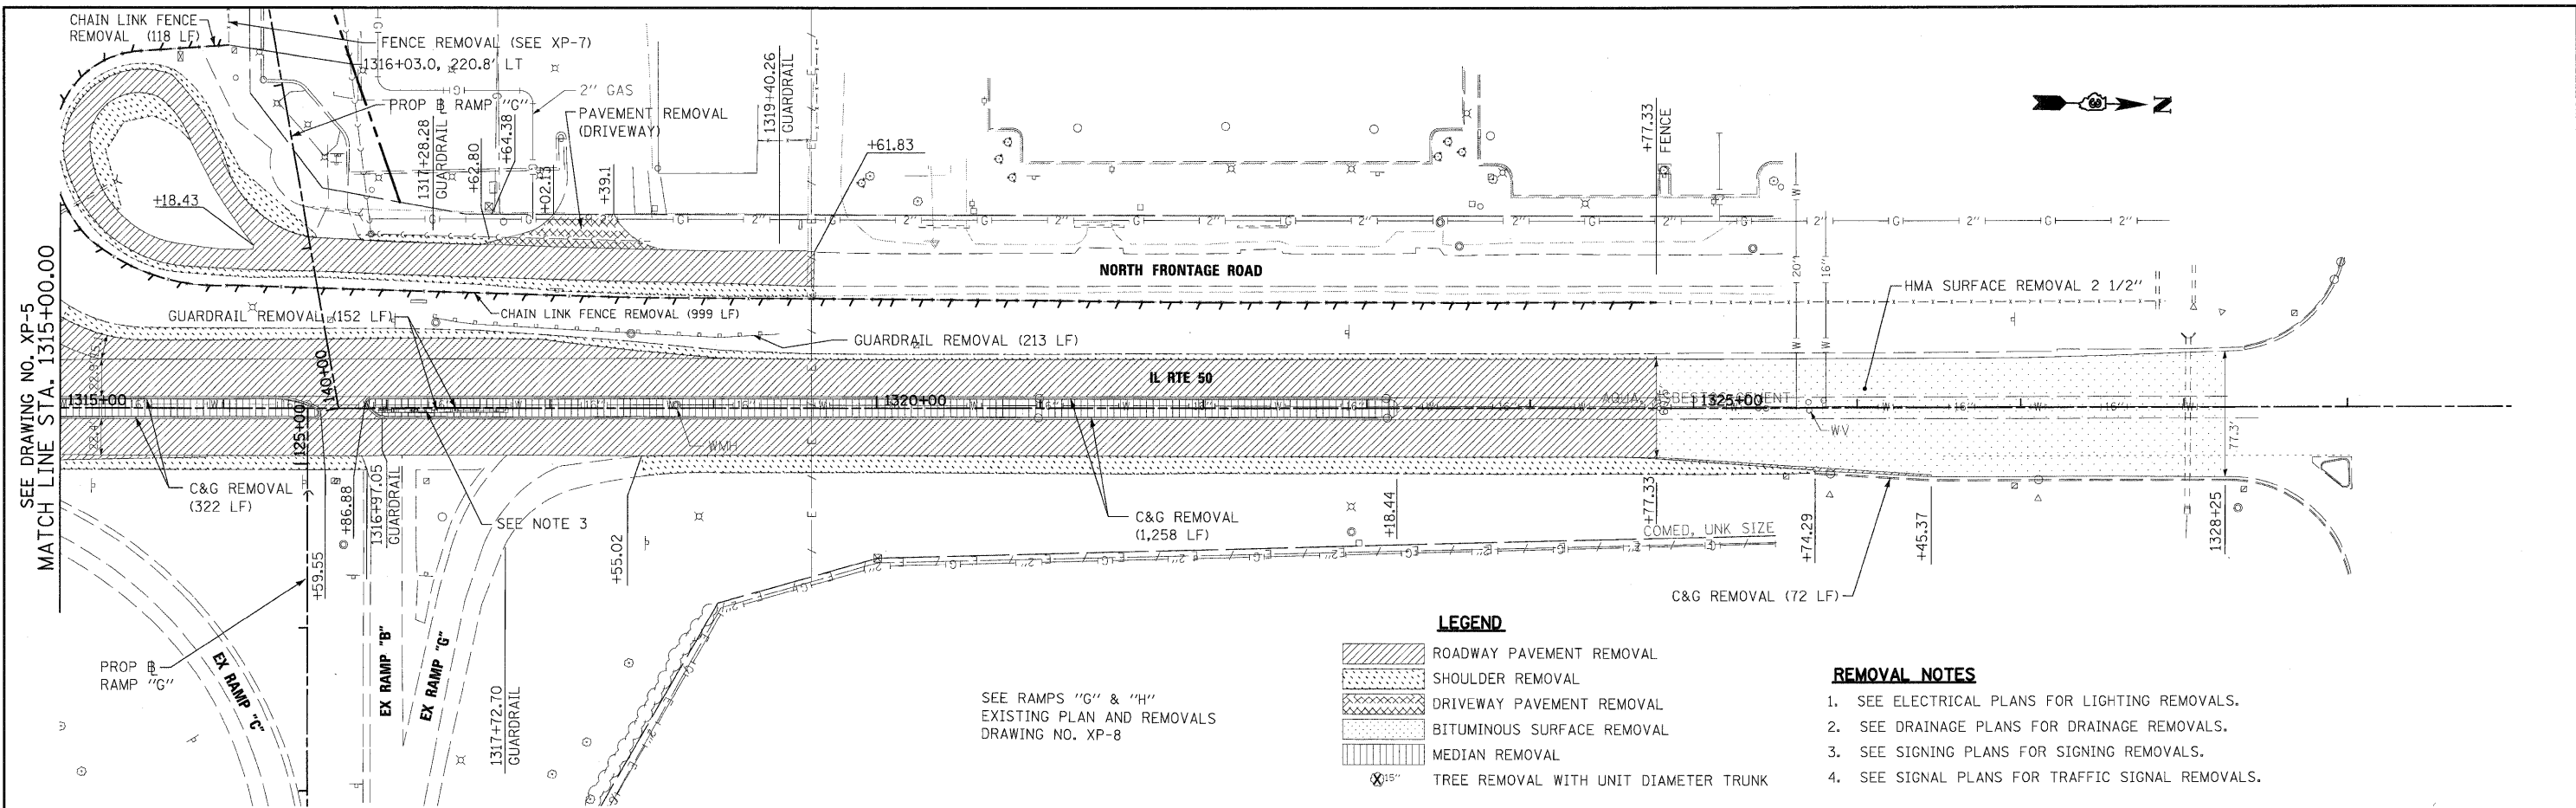 CHAIN LINK FENCE
REMOVAL (118 LF)
FENCE REMOVAL (SEE XP-7)
1316+03.0, 220.8' LT
PROP ℄ RAMP "G"
2" GAS
PAVEMENT REMOVAL
(DRIVEWAY)
1317+28.28
GUARDRAIL
+62.80
+64.38
+02.13
+39.1
1319+40.26
GUARDRAIL
+61.83
+77.33
FENCE
N
+18.43
NORTH FRONTAGE ROAD
20"
16"
HMA SURFACE REMOVAL 2 1/2"
SEE DRAWING NO. XP-5
MATCH LINE STA. 1315+00.00
GUARDRAIL REMOVAL (152 LF)
CHAIN LINK FENCE REMOVAL (999 LF)
GUARDRAIL REMOVAL (213 LF)
IL RTE 50
1315+00
140+00
125+00
1320+00
1325+00
WMH
WV
77.3'
C&G REMOVAL
(322 LF)
+59.55
+86.88
1316+97.05
GUARDRAIL
SEE NOTE 3
+55.02
C&G REMOVAL
(1,258 LF)
+18.44
+77.33
COMED, UNK SIZE
+74.29
+45.37
1328+25
C&G REMOVAL (72 LF)
PROP ℄
RAMP "G"
EX RAMP "C"
EX RAMP "B"
EX RAMP "G"
1317+72.70
GUARDRAIL
SEE RAMPS "G" & "H"
EXISTING PLAN AND REMOVALS
DRAWING NO. XP-8
LEGEND
ROADWAY PAVEMENT REMOVAL
SHOULDER REMOVAL
DRIVEWAY PAVEMENT REMOVAL
BITUMINOUS SURFACE REMOVAL
MEDIAN REMOVAL
15" TREE REMOVAL WITH UNIT DIAMETER TRUNK
REMOVAL NOTES
1. SEE ELECTRICAL PLANS FOR LIGHTING REMOVALS.
2. SEE DRAINAGE PLANS FOR DRAINAGE REMOVALS.
3. SEE SIGNING PLANS FOR SIGNING REMOVALS.
4. SEE SIGNAL PLANS FOR TRAFFIC SIGNAL REMOVALS.